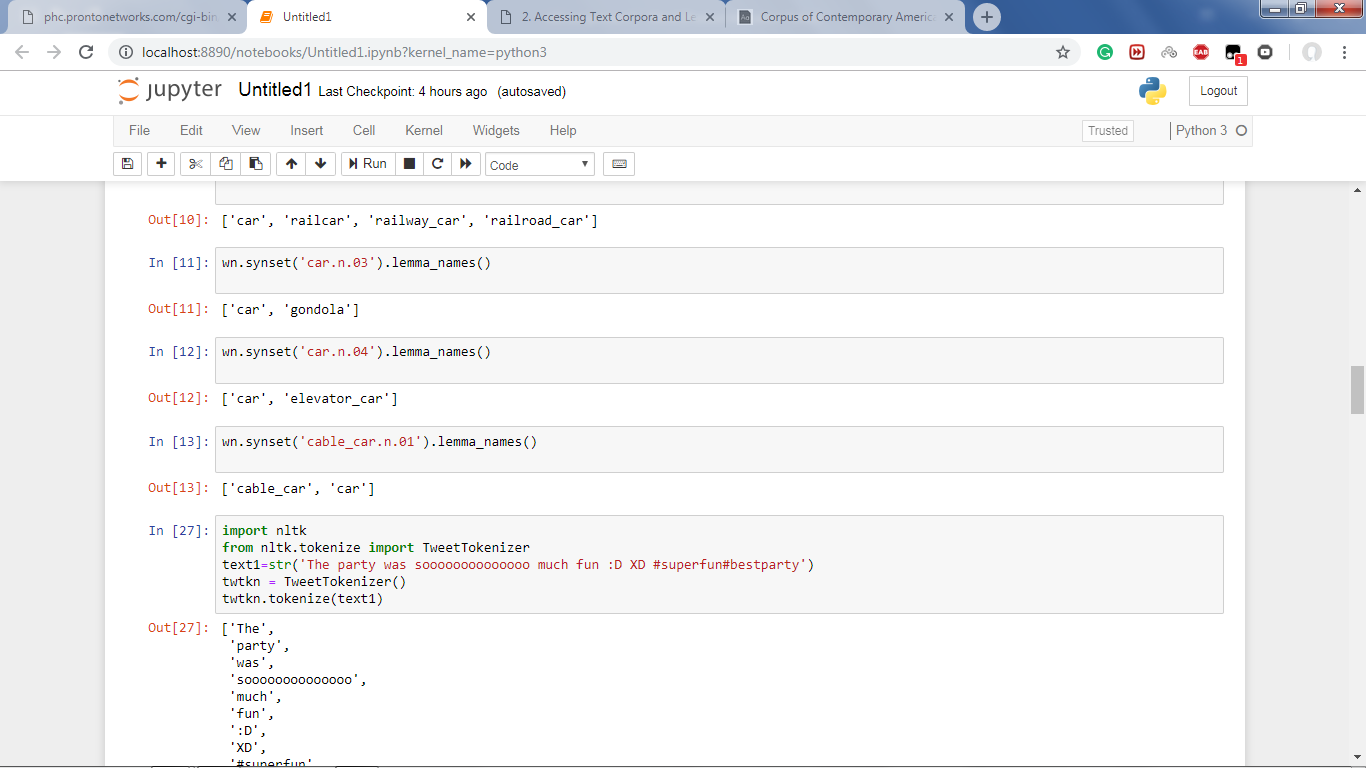 phc.prontonetworks.com/cgi-bin
Untitled1
2. Accessing Text Corpora and Le
Corpus of Contemporary America
localhost:8890/notebooks/Untitled1.ipynb?kernel_name=python3
EAB
1
jupyter Untitled1 Last Checkpoint: 4 hours ago (autosaved)
Logout
File Edit View Insert Cell Kernel Widgets Help
Trusted
Python 3
Run
Code
Out[10]: ['car', 'railcar', 'railway_car', 'railroad_car']
In [11]: wn.synset('car.n.03').lemma_names()
Out[11]: ['car', 'gondola']
In [12]: wn.synset('car.n.04').lemma_names()
Out[12]: ['car', 'elevator_car']
In [13]: wn.synset('cable_car.n.01').lemma_names()
Out[13]: ['cable_car', 'car']
In [27]: import nltk
from nltk.tokenize import TweetTokenizer
text1=str('The party was soooooooooooooo much fun :D XD #superfun#bestparty')
twtkn = TweetTokenizer()
twtkn.tokenize(text1)
Out[27]: ['The',
'party',
'was',
'soooooooooooooo',
'much',
'fun',
':D',
'XD',
'#superfun'